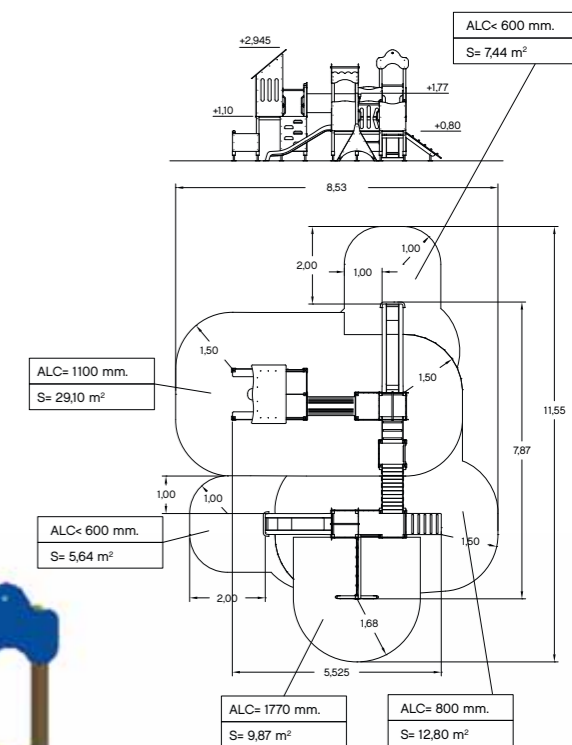 ALC< 600 mm.
S= 7,44 m²
+2,945
+1,77
+1,10
+0,80
8,53
2,00
1,00
1,00
1,50
1,50
ALC= 1100 mm.
S= 29,10 m²
11,55
7,87
1,00
1,00
ALC< 600 mm.
S= 5,64 m²
1,50
2,00
1,68
5,525
ALC= 1770 mm.
S= 9,87 m²
ALC= 800 mm.
S= 12,80 m²